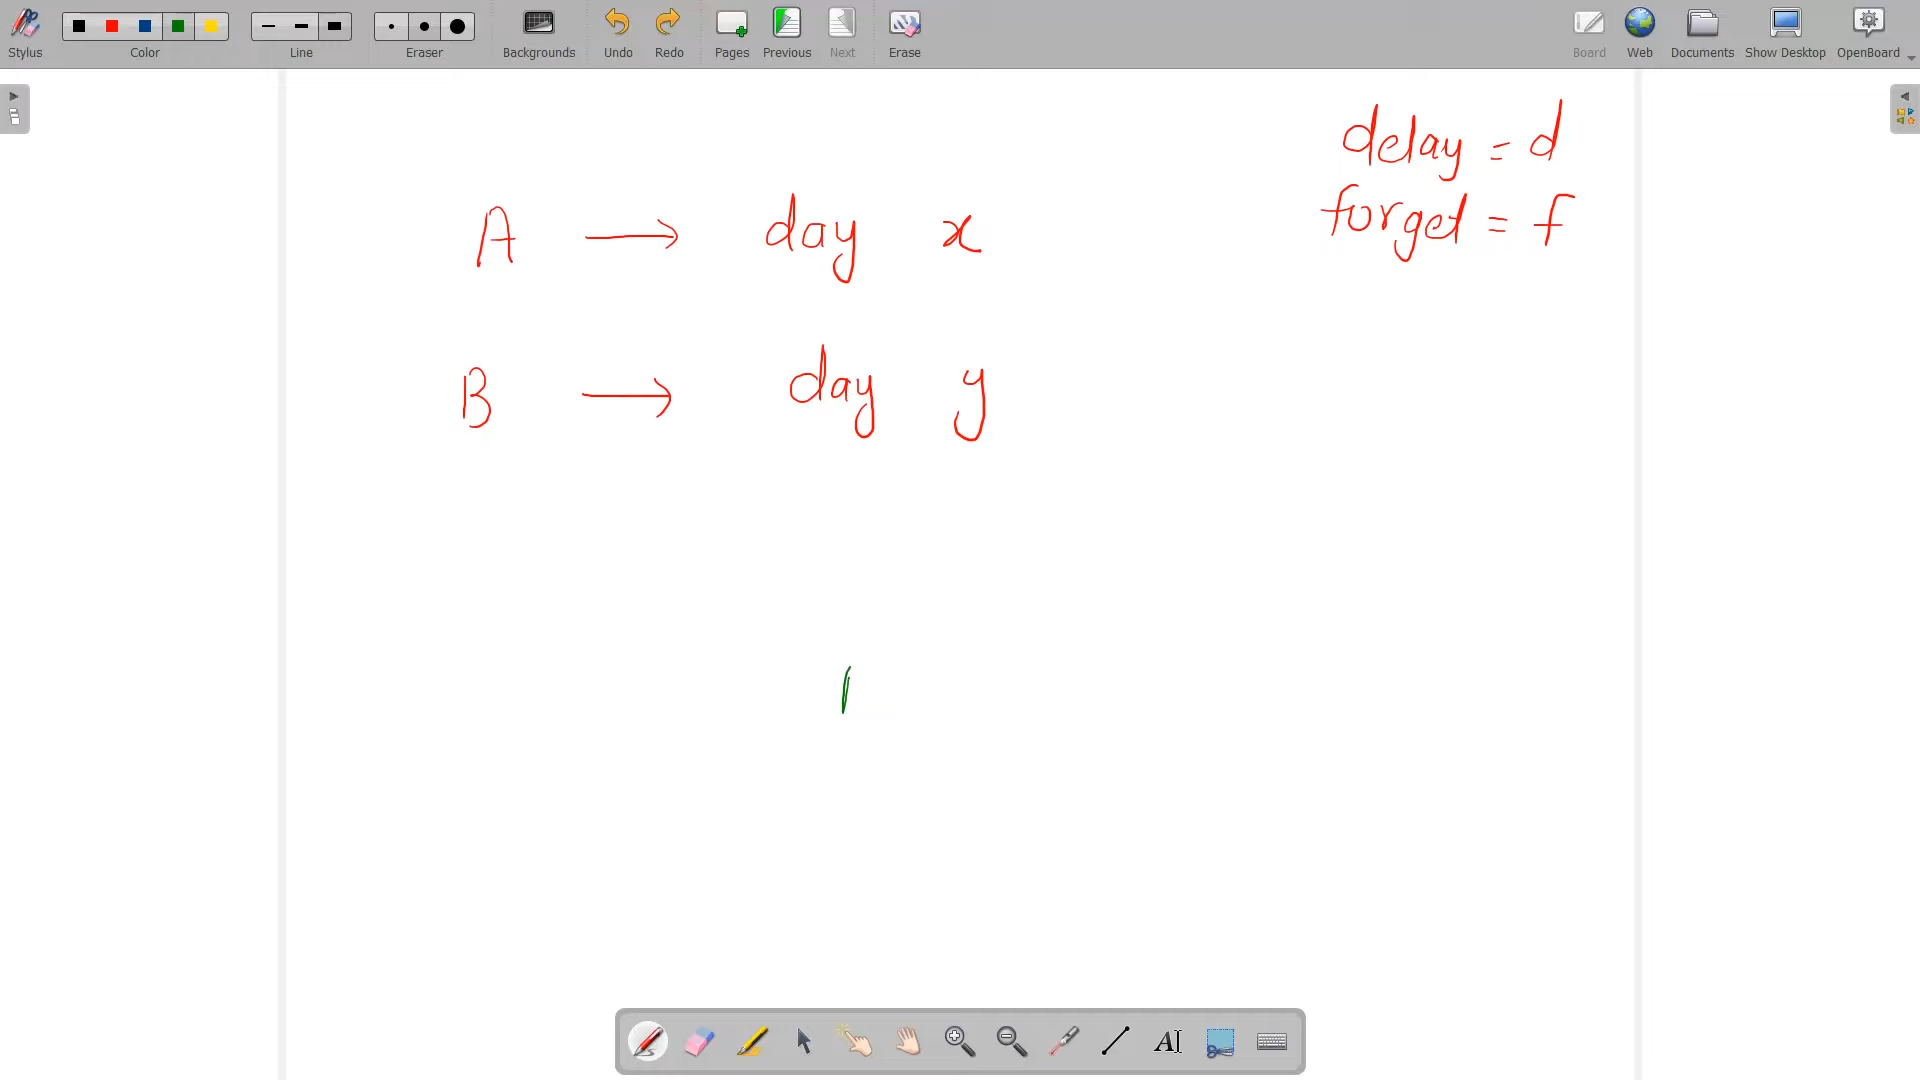 Stylus Color Line Eraser Backgrounds Undo Redo Pages Previous Next Erase Board Web Documents Show Desktop OpenBoard
delay = d
forget = f
A → day x
B → day y